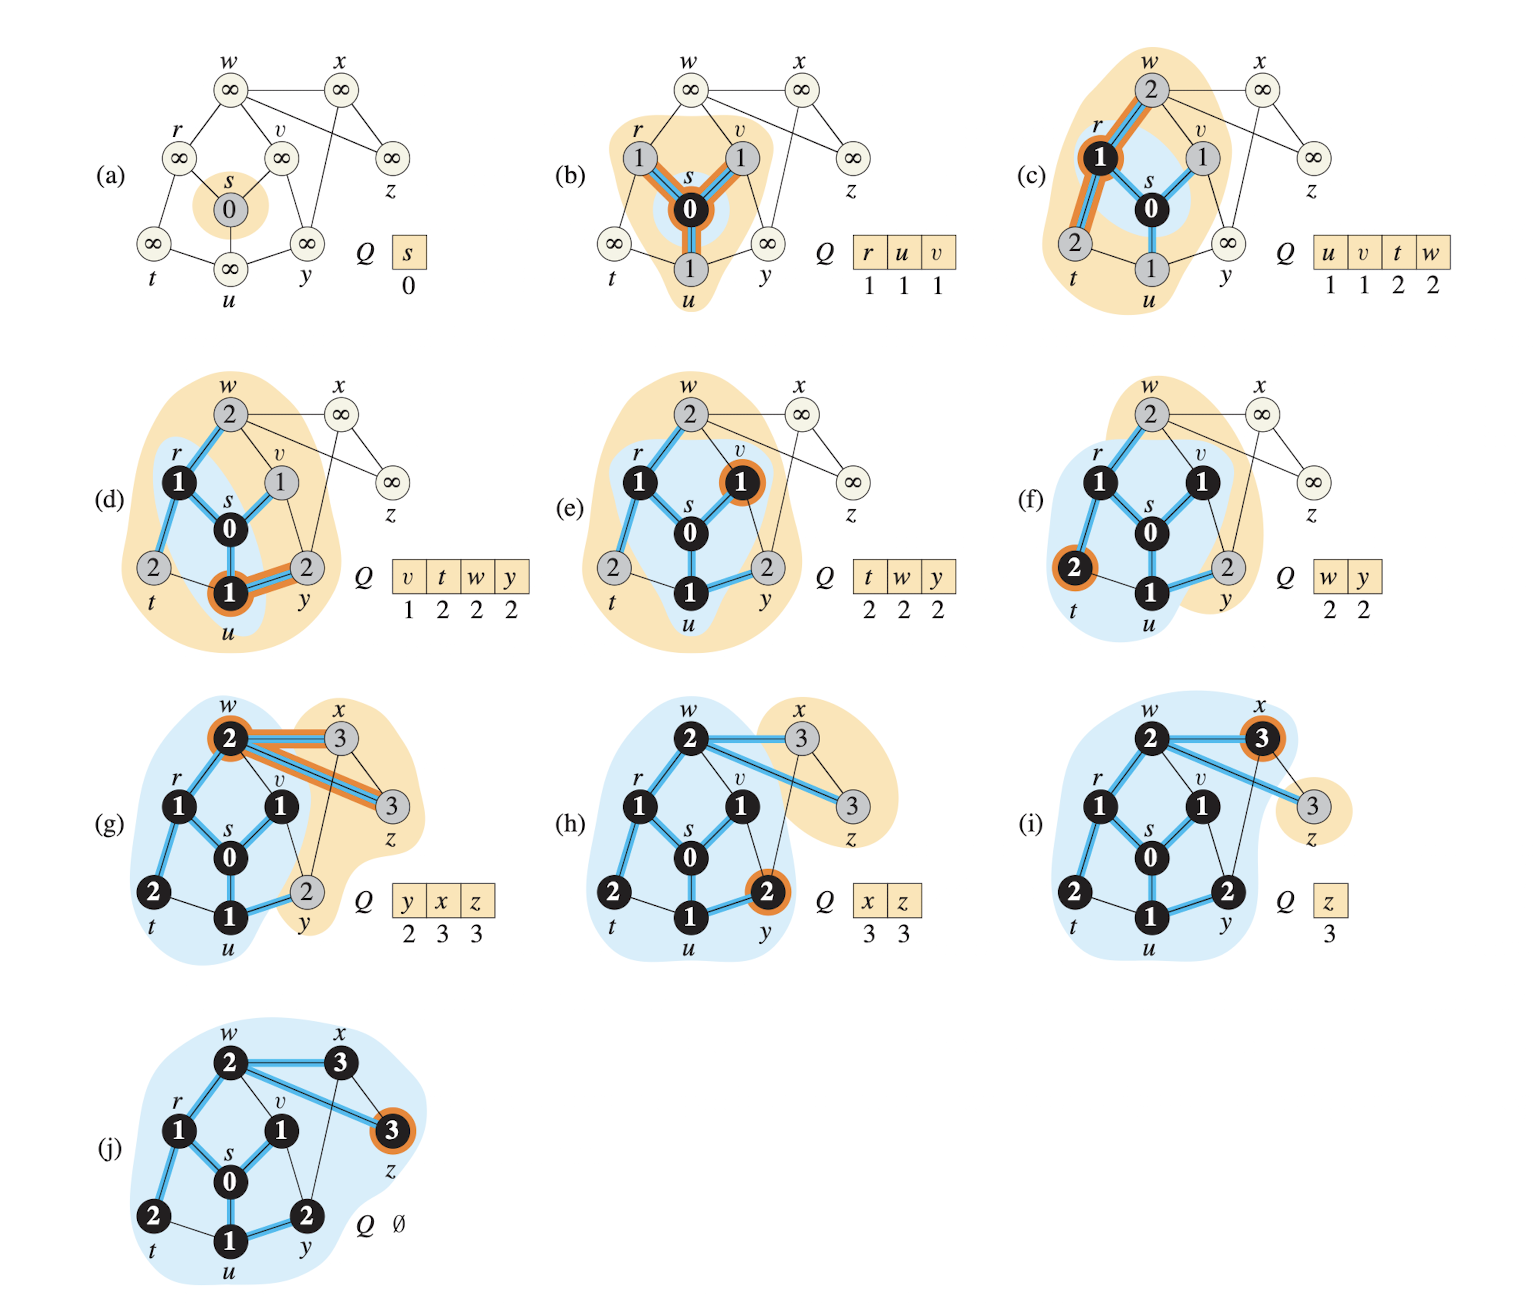 w x
∞ ∞
r v
∞ ∞ ∞
(a) s z
0
∞ ∞ Q s
t ∞ y 0
u
w x
∞ ∞
r v
1 1 ∞
(b) s z
0
∞ ∞ Q r u v
t 1 y 1 1 1
u
w x
2 ∞
r v
1 1 ∞
(c) s z
0
2 ∞ Q u v t w
t 1 y 1 1 2 2
u
w x
2 ∞
r v
1 1 ∞
(d) s z
0
2 2 Q v t w y
t 1 y 1 2 2 2
u
w x
2 ∞
r v
1 1 ∞
(e) s z
0
2 2 Q t w y
t 1 y 2 2 2
u
w x
2 ∞
r v
1 1 ∞
(f) s z
0
2 2 Q w y
t 1 y 2 2
u
w x
2 3
r v
1 1 3
(g) s z
0
2 2 Q y x z
t 1 y 2 3 3
u
w x
2 3
r v
1 1 3
(h) s z
0
2 2 Q x z
t 1 y 3 3
u
w x
2 3
r v
1 1 3
(i) s z
0
2 2 Q z
t 1 y 3
u
w x
2 3
r v
1 1 3
(j) s z
0
2 2 Q ∅
t 1 y
u